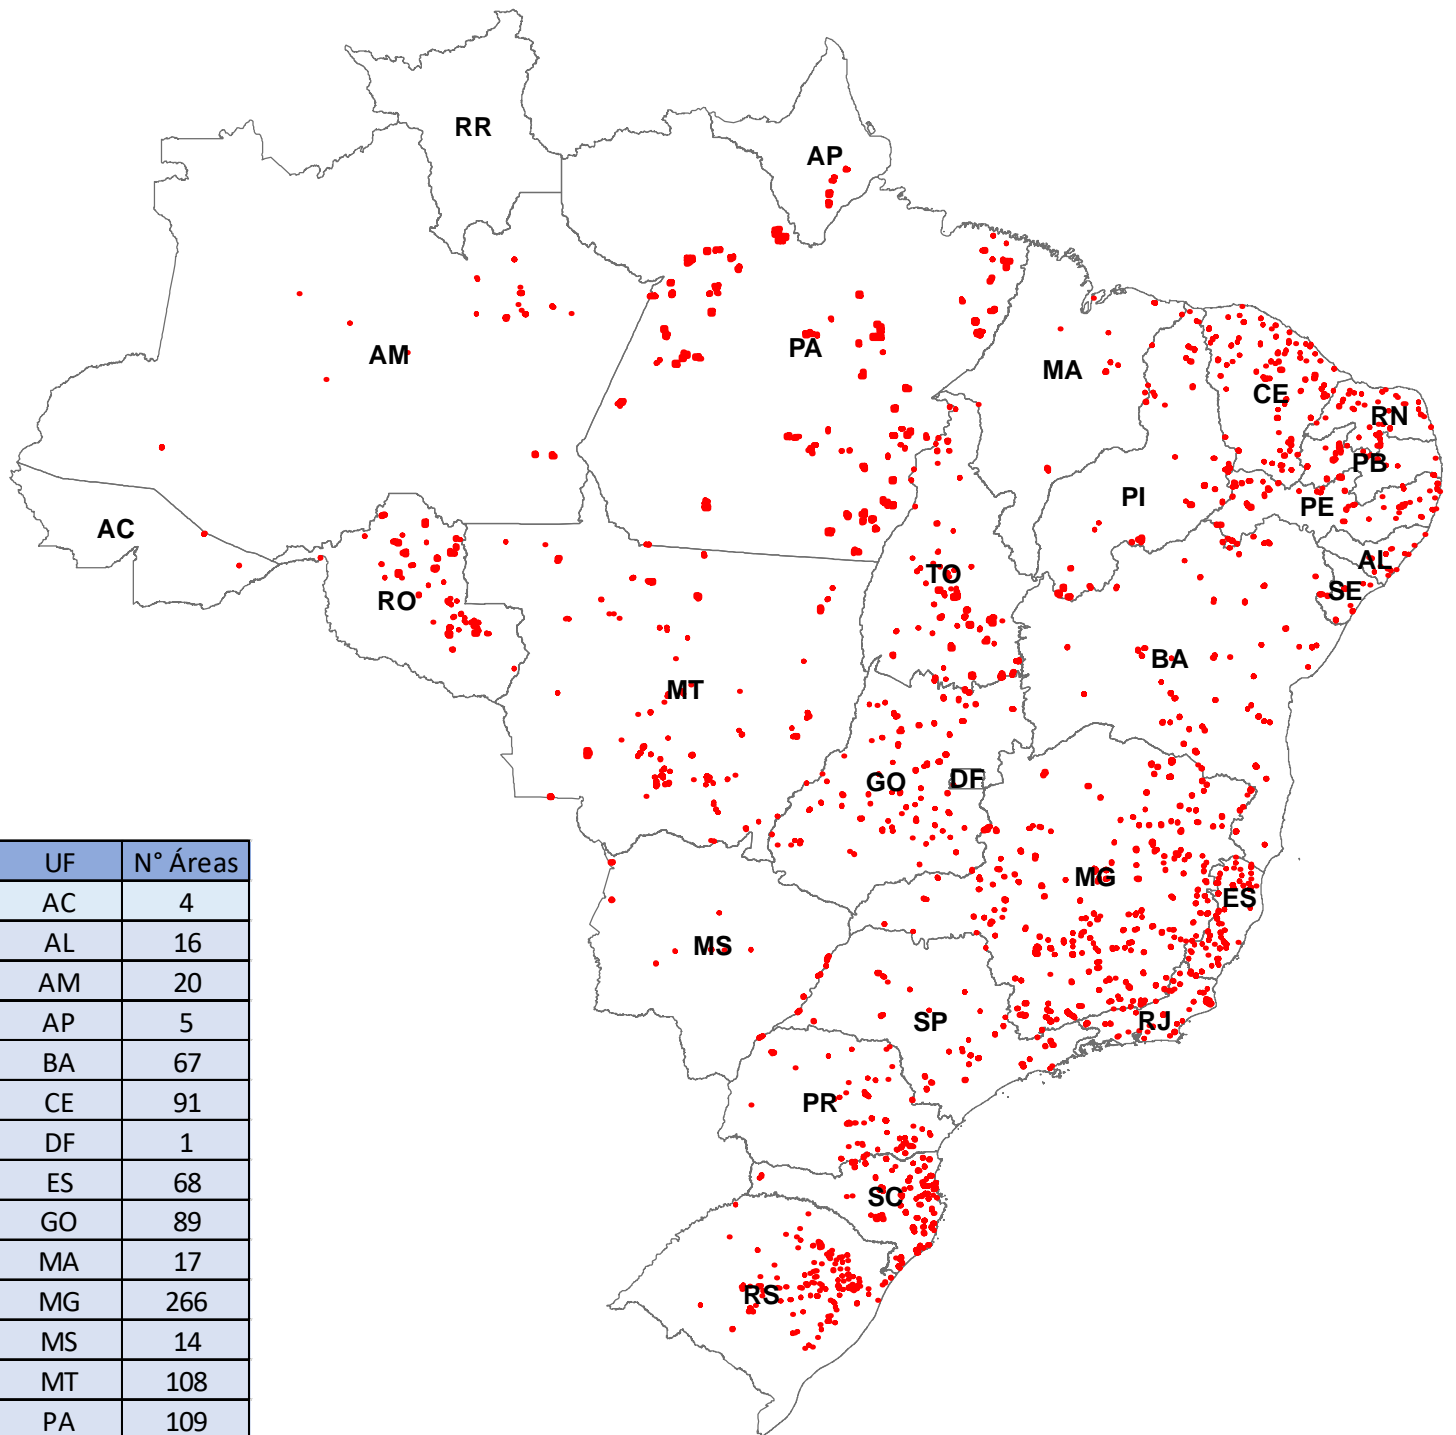 RR
AP
AM
PA
MA
CE
RN
PB
PI
PE
AC
AL
TO
SE
RO
BA
MT
GO
DF
MG
ES
MS
SP
RJ
PR
SC
RS
UF N° Áreas
AC 4
AL 16
AM 20
AP 5
BA 67
CE 91
DF 1
ES 68
GO 89
MA 17
MG 266
MS 14
MT 108
PA 109